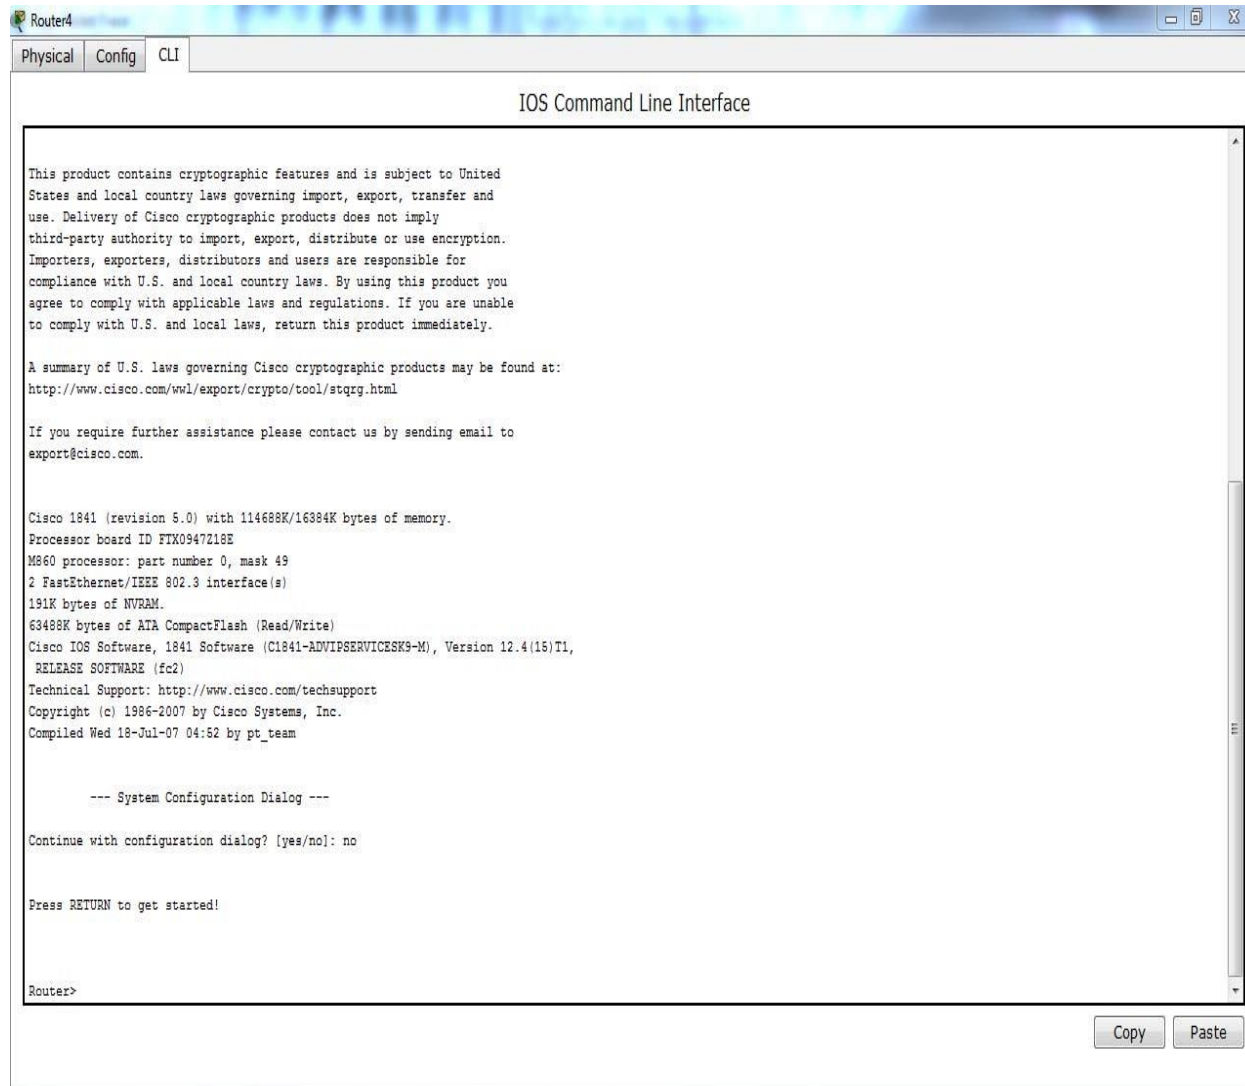 Router4
Physical Config CLI
IOS Command Line Interface
This product contains cryptographic features and is subject to United
States and local country laws governing import, export, transfer and
use. Delivery of Cisco cryptographic products does not imply
third-party authority to import, export, distribute or use encryption.
Importers, exporters, distributors and users are responsible for
compliance with U.S. and local country laws. By using this product you
agree to comply with applicable laws and regulations. If you are unable
to comply with U.S. and local laws, return this product immediately.
A summary of U.S. laws governing Cisco cryptographic products may be found at:
http://www.cisco.com/wwl/export/crypto/tool/stqrg.html
If you require further assistance please contact us by sending email to
export@cisco.com.
Cisco 1841 (revision 5.0) with 114688K/16384K bytes of memory.
Processor board ID FTX0947Z18E
M860 processor: part number 0, mask 49
2 FastEthernet/IEEE 802.3 interface(s)
191K bytes of NVRAM.
63488K bytes of ATA CompactFlash (Read/Write)
Cisco IOS Software, 1841 Software (C1841-ADVIPSERVICESK9-M), Version 12.4(15)T1,
RELEASE SOFTWARE (fc2)
Technical Support: http://www.cisco.com/techsupport
Copyright (c) 1986-2007 by Cisco Systems, Inc.
Compiled Wed 18-Jul-07 04:52 by pt_team
--- System Configuration Dialog ---
Continue with configuration dialog? [yes/no]: no
Press RETURN to get started!
Router>
Copy Paste